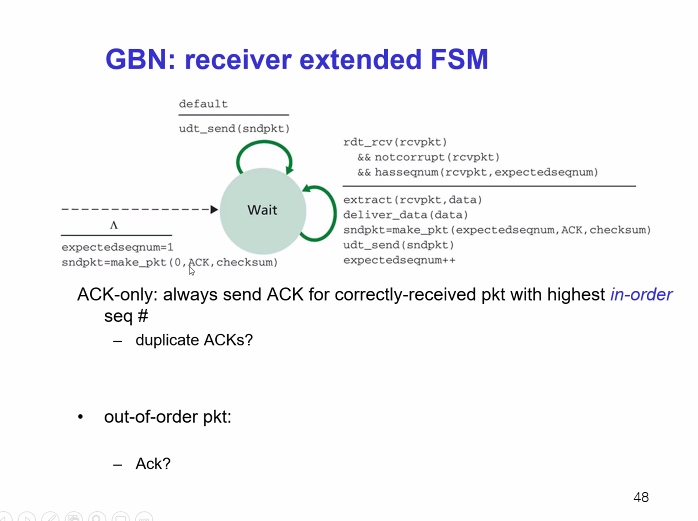 GBN: receiver extended FSM
default
udt_send(sndpkt)
rdt_rcv(rcvpkt)
&& notcorrupt(rcvpkt)
&& hasseqnum(rcvpkt,expectedseqnum)
Wait
Λ
extract(rcvpkt,data)
deliver_data(data)
sndpkt=make_pkt(expectedseqnum,ACK,checksum)
udt_send(sndpkt)
expectedseqnum++
expectedseqnum=1
sndpkt=make_pkt(0,ACK,checksum)
ACK-only: always send ACK for correctly-received pkt with highest in-order
seq #
– duplicate ACKs?
• out-of-order pkt:
– Ack?
48